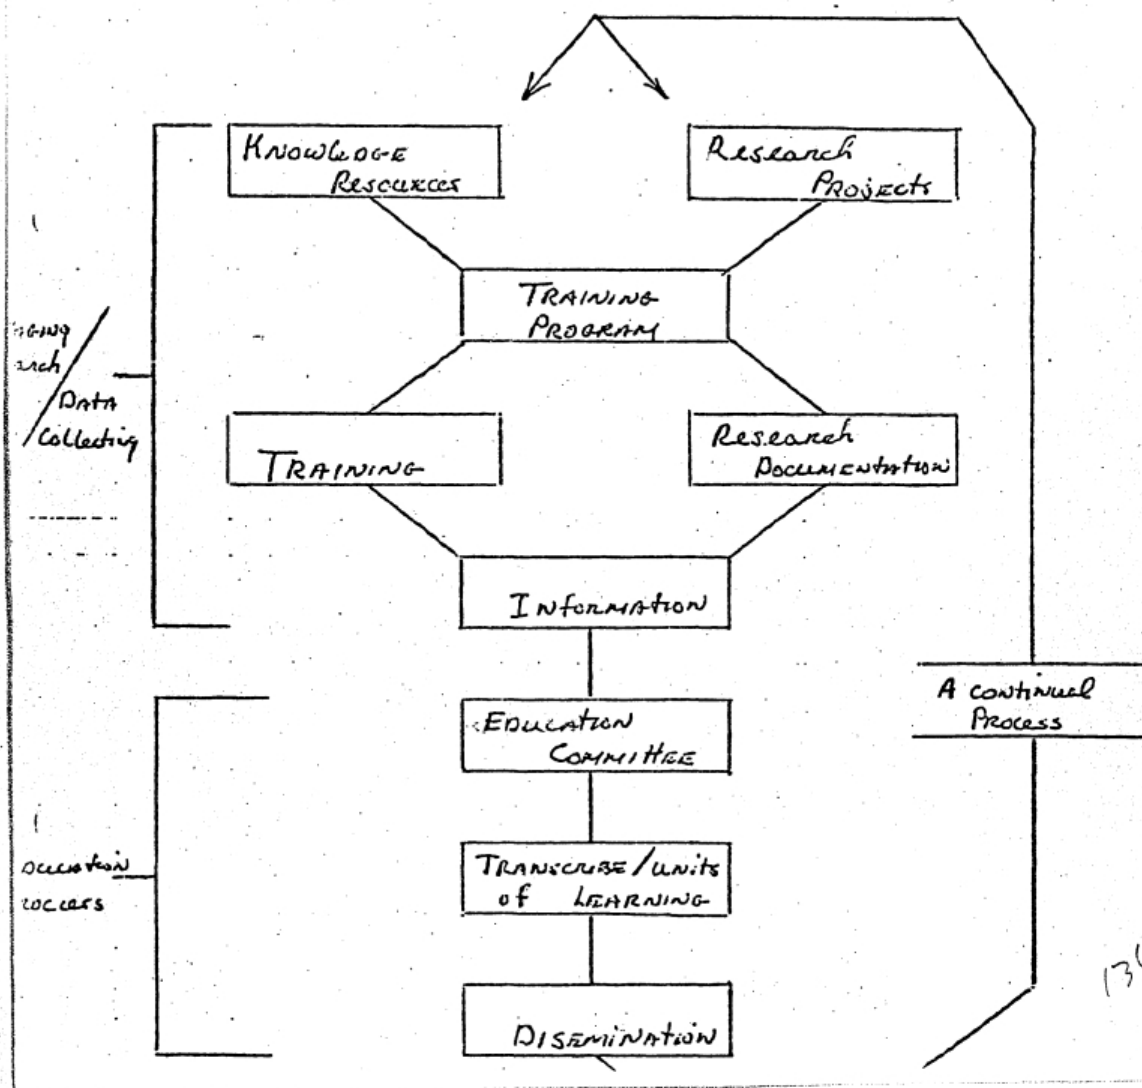 KNOWLEDGE
RESOURCES
Research
PROJECTS
TRAINING
PROGRAM
DATA
Collecting
TRAINING
Research
DOCUMENTATION
INFORMATION
A CONTINUAL
PROCESS
EDUCATION
COMMITTEE
TRANSCRIBE/UNITS
of LEARNING
DISEMINATION